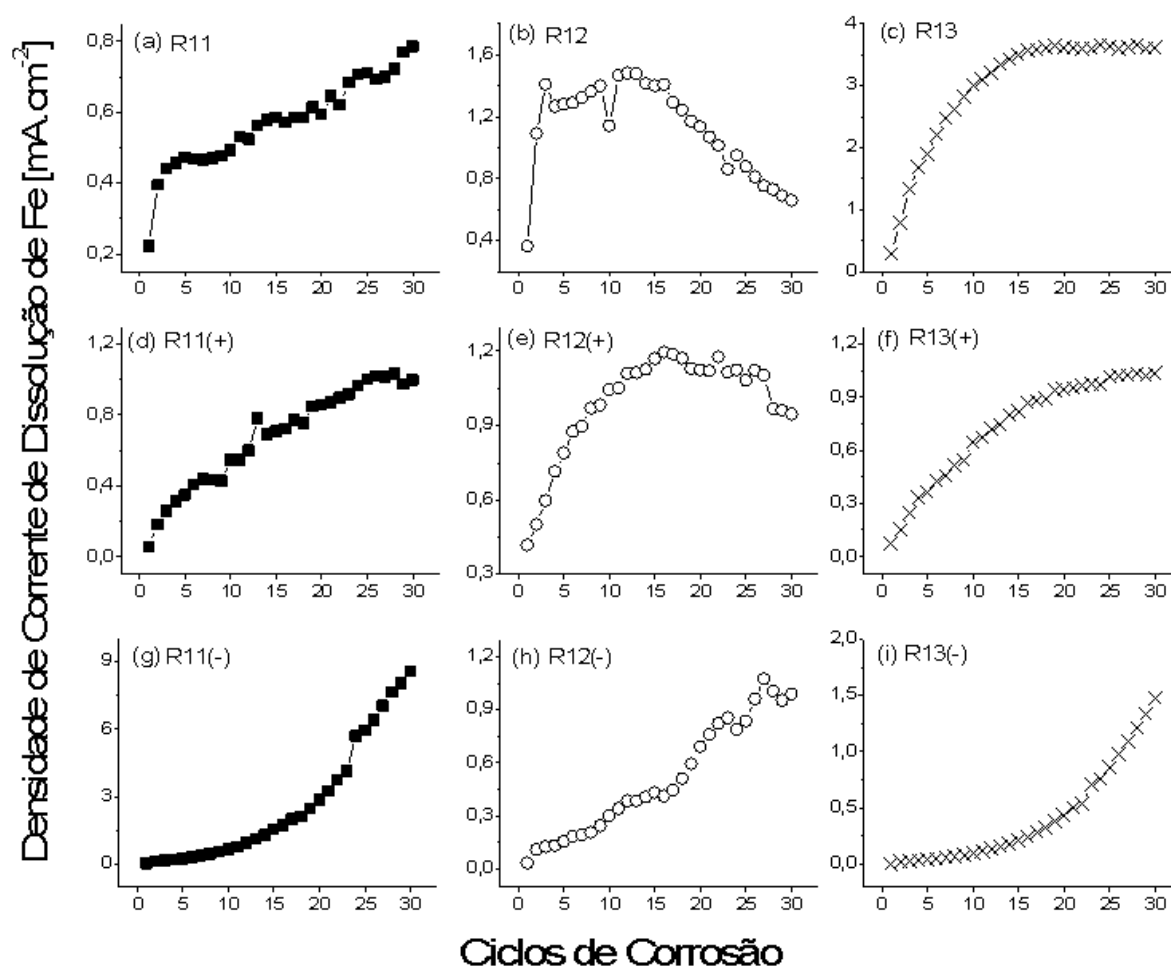 Densidade de Corrente de Dissolução de Fe [mA.cm-2]
(a) R11
0,8
0,6
0,4
0,2
0 5 10 15 20 25 30
(b) R12
1,6
1,2
0,8
0,4
0 5 10 15 20 25 30
(c) R13
4
3
2
1
0
0 5 10 15 20 25 30
(d) R11(+)
1,2
0,8
0,4
0,0
0 5 10 15 20 25 30
(e) R12(+)
1,2
0,9
0,6
0,3
0 5 10 15 20 25 30
(f) R13(+)
1,2
0,9
0,6
0,3
0,0
0 5 10 15 20 25 30
(g) R11(-)
9
6
3
0
0 5 10 15 20 25 30
(h) R12(-)
1,2
0,9
0,6
0,3
0,0
0 5 10 15 20 25 30
(i) R13(-)
2,0
1,5
1,0
0,5
0,0
0 5 10 15 20 25 30
Ciclos de Corrosão